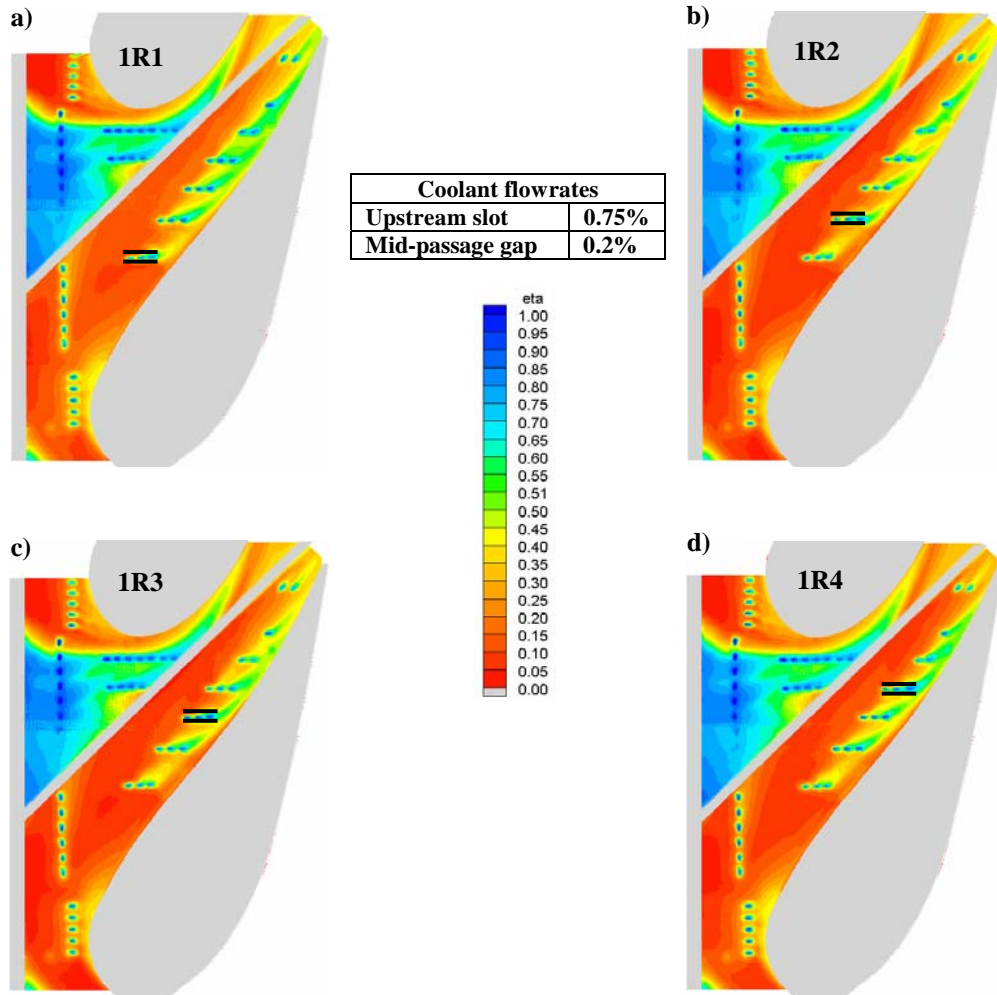 a)
1R1
b)
1R2
Coolant flowrates
Upstream slot 0.75%
Mid-passage gap 0.2%
eta
1.00
0.95
0.90
0.85
0.80
0.75
0.70
0.65
0.60
0.55
0.51
0.50
0.45
0.40
0.35
0.30
0.25
0.20
0.15
0.10
0.05
0.00
c)
1R3
d)
1R4